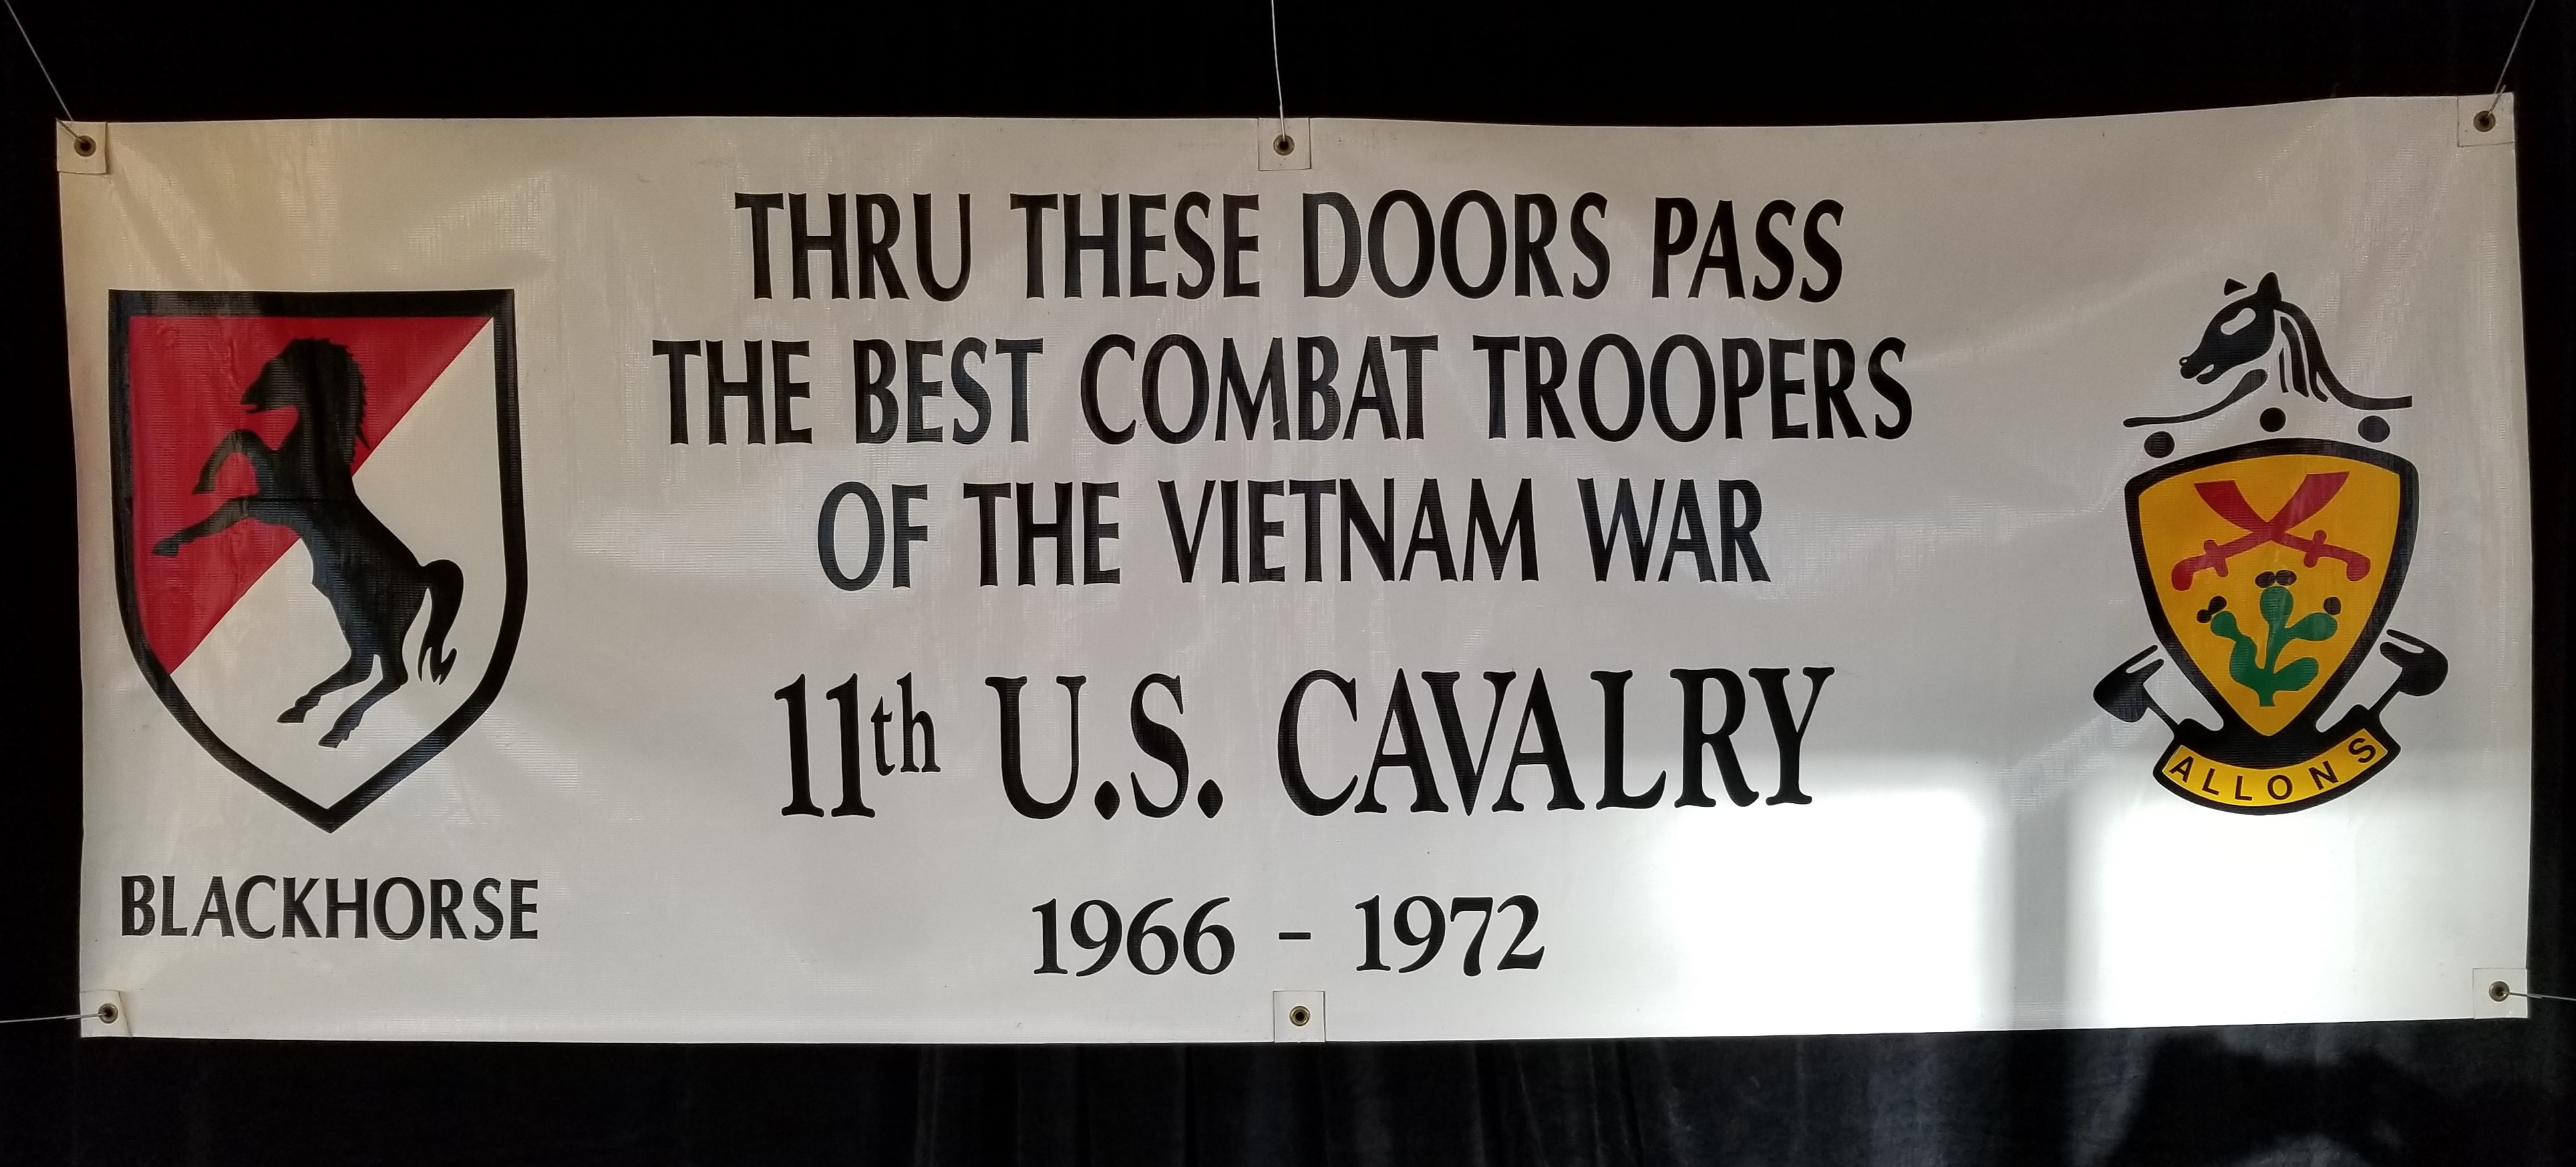 THRU THESE DOORS PASS
THE BEST COMBAT TROOPERS
OF THE VIETNAM WAR
11th U.S. CAVALRY
1966 - 1972
BLACKHORSE
ALLONS